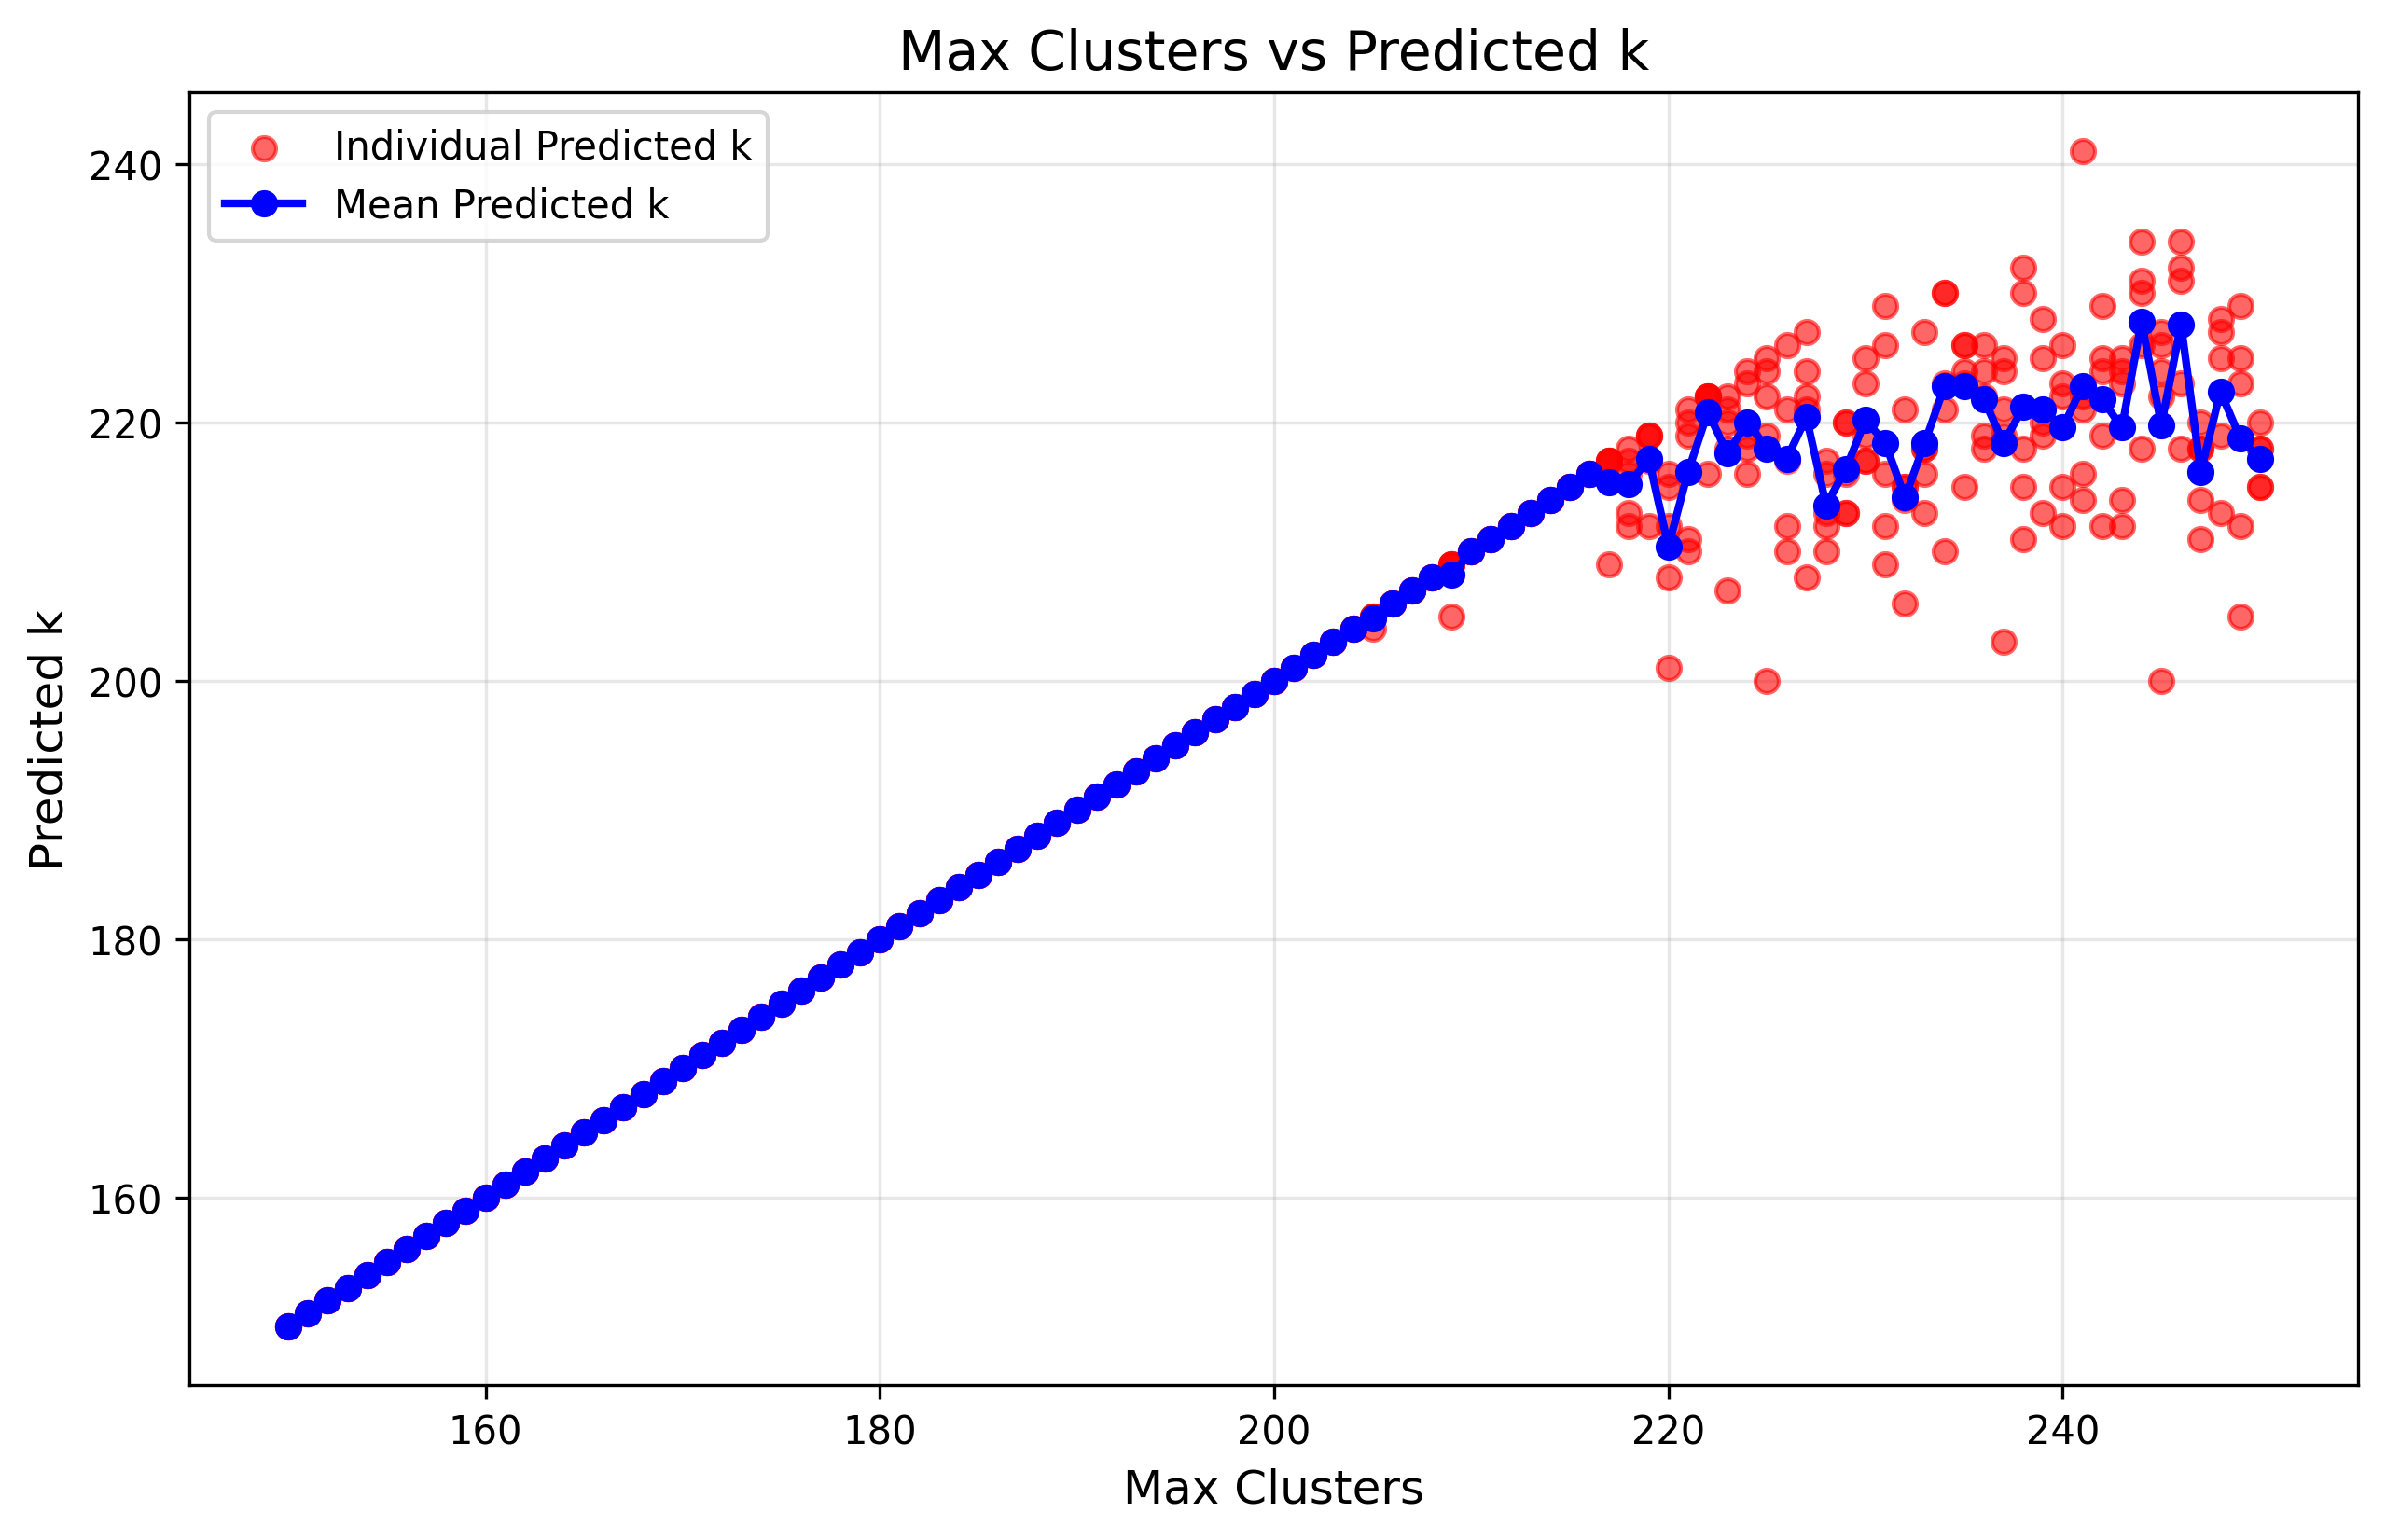 Max Clusters vs Predicted k
Individual Predicted k
Mean Predicted k
240
220
200
180
160
Predicted k
160
180
200
220
240
Max Clusters